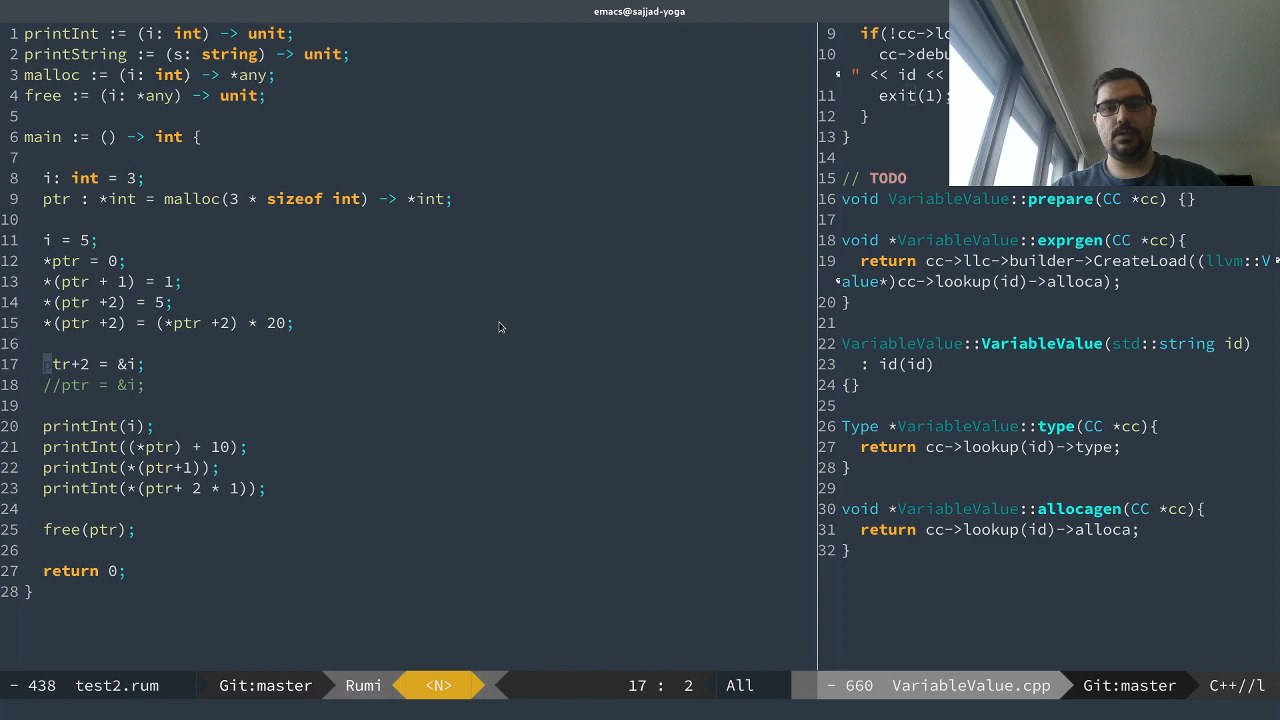 emacs@sajjad-yoga
1 printInt := (i: int) -> unit;
2 printString := (s: string) -> unit;
3 malloc := (i: int) -> *any;
4 free := (i: *any) -> unit;
5
6 main := () -> int {
7
8 i: int = 3;
9 ptr : *int = malloc(3 * sizeof int) -> *int;
10
11 i = 5;
12 *ptr = 0;
13 *(ptr + 1) = 1;
14 *(ptr +2) = 5;
15 *(ptr +2) = (*ptr +2) * 20;
16
17 ptr+2 = &i;
18 //ptr = &i;
19
20 printInt(i);
21 printInt((*ptr) + 10);
22 printInt(*(ptr+1));
23 printInt(*(ptr+ 2 * 1));
24
25 free(ptr);
26
27 return 0;
28 }
- 438 test2.rum Git:master Rumi <N> 17 : 2 All
9 if(!cc->lo
10 cc->debu
" << id <<
11 exit(1);
12 }
13 }
14
15 // TODO
16 void VariableValue::prepare(CC *cc) {}
17
18 void *VariableValue::exprgen(CC *cc){
19 return cc->llc->builder->CreateLoad((llvm::V
alue*)cc->lookup(id)->alloca);
20 }
21
22 VariableValue::VariableValue(std::string id)
23 : id(id)
24 {}
25
26 Type *VariableValue::type(CC *cc){
27 return cc->lookup(id)->type;
28 }
29
30 void *VariableValue::allocagen(CC *cc){
31 return cc->lookup(id)->alloca;
32 }
- 660 VariableValue.cpp Git:master C++//l